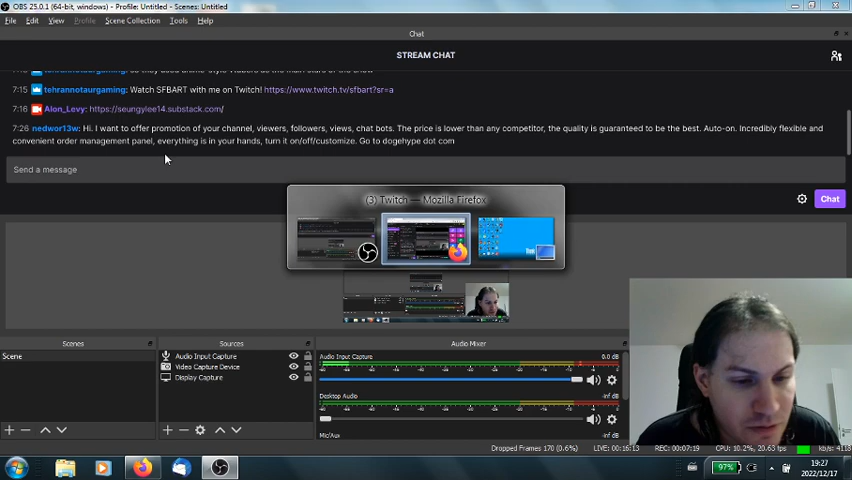 OBS 25.0.1 (64-bit, windows) - Profile: Untitled - Scenes: Untitled
File Edit View Profile Scene Collection Tools Help
Chat
STREAM CHAT
7:15 tehrannotaurgaming: Watch SFBART with me on Twitch! https://www.twitch.tv/sfbart?sr=a
7:16 Alon_Levy: https://seungylee14.substack.com/
7:26 nedwor13w: Hi. I want to offer promotion of your channel, viewers, followers, views, chat bots. The price is lower than any competitor, the quality is guaranteed to be the best. Auto-on. Incredibly flexible and
convenient order management panel, everything is in your hands, turn it on/off/customize. Go to dogehype dot com
Send a message
Chat
(3) Twitch — Mozilla Firefox
Scenes
Scene
Sources
Audio Input Capture
Video Capture Device
Display Capture
Audio Mixer
Audio Input Capture 0.0 dB
Desktop Audio -inf dB
Mic/Aux -inf dB
Dropped Frames 170 (0.6%) LIVE: 00:16:13 REC: 00:07:19 CPU: 10.2%, 20.63 fps kb/s: 4118
97%
19:27
2022/12/17